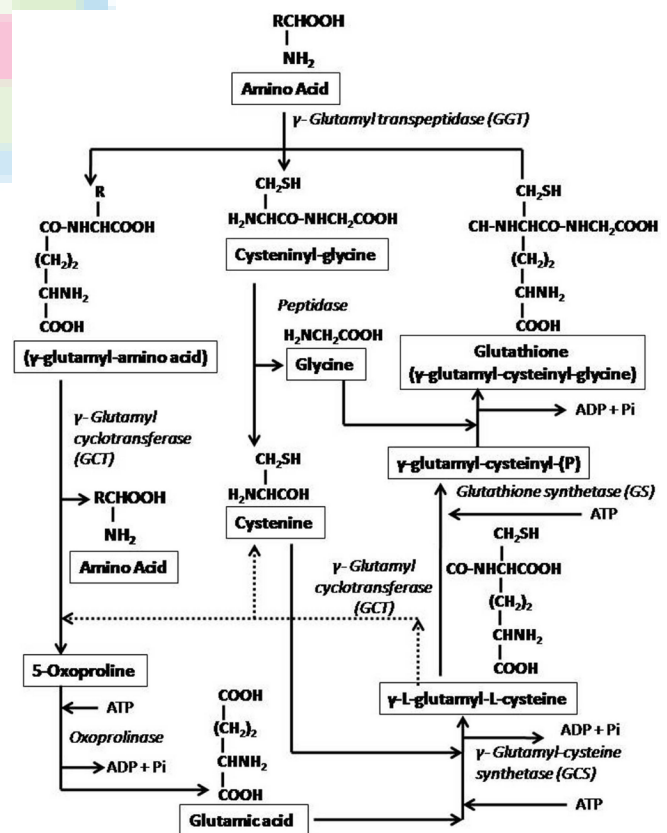 RCHOOH
NH₂
Amino Acid
γ- Glutamyl transpeptidase (GGT)
R
CO-NHCHCOOH
(CH₂)₂
CHNH₂
COOH
(γ-glutamyl-amino acid)
CH₂SH
H₂NCHCO-NHCH₂COOH
Cysteninyl-glycine
CH₂SH
CH-NHCHCO-NHCH₂COOH
(CH₂)₂
CHNH₂
COOH
Glutathione
(γ-glutamyl-cysteinyl-glycine)
Peptidase
H₂NCH₂COOH
Glycine
ADP + Pi
γ-glutamyl-cysteinyl-(P)
Glutathione synthetase (GS)
ATP
γ-Glutamyl
cyclotransferase
(GCT)
RCHOOH
NH₂
Amino Acid
CH₂SH
H₂NCHCOH
Cystenine
γ- Glutamyl
cyclotransferase
(GCT)
CH₂SH
CO-NHCHCOOH
(CH₂)₂
CHNH₂
COOH
γ-L-glutamyl-L-cysteine
5-Oxoproline
ATP
Oxoprolinase
ADP + Pi
COOH
(CH₂)₂
CHNH₂
COOH
Glutamic acid
ADP + Pi
γ- Glutamyl-cysteine
synthetase (GCS)
ATP